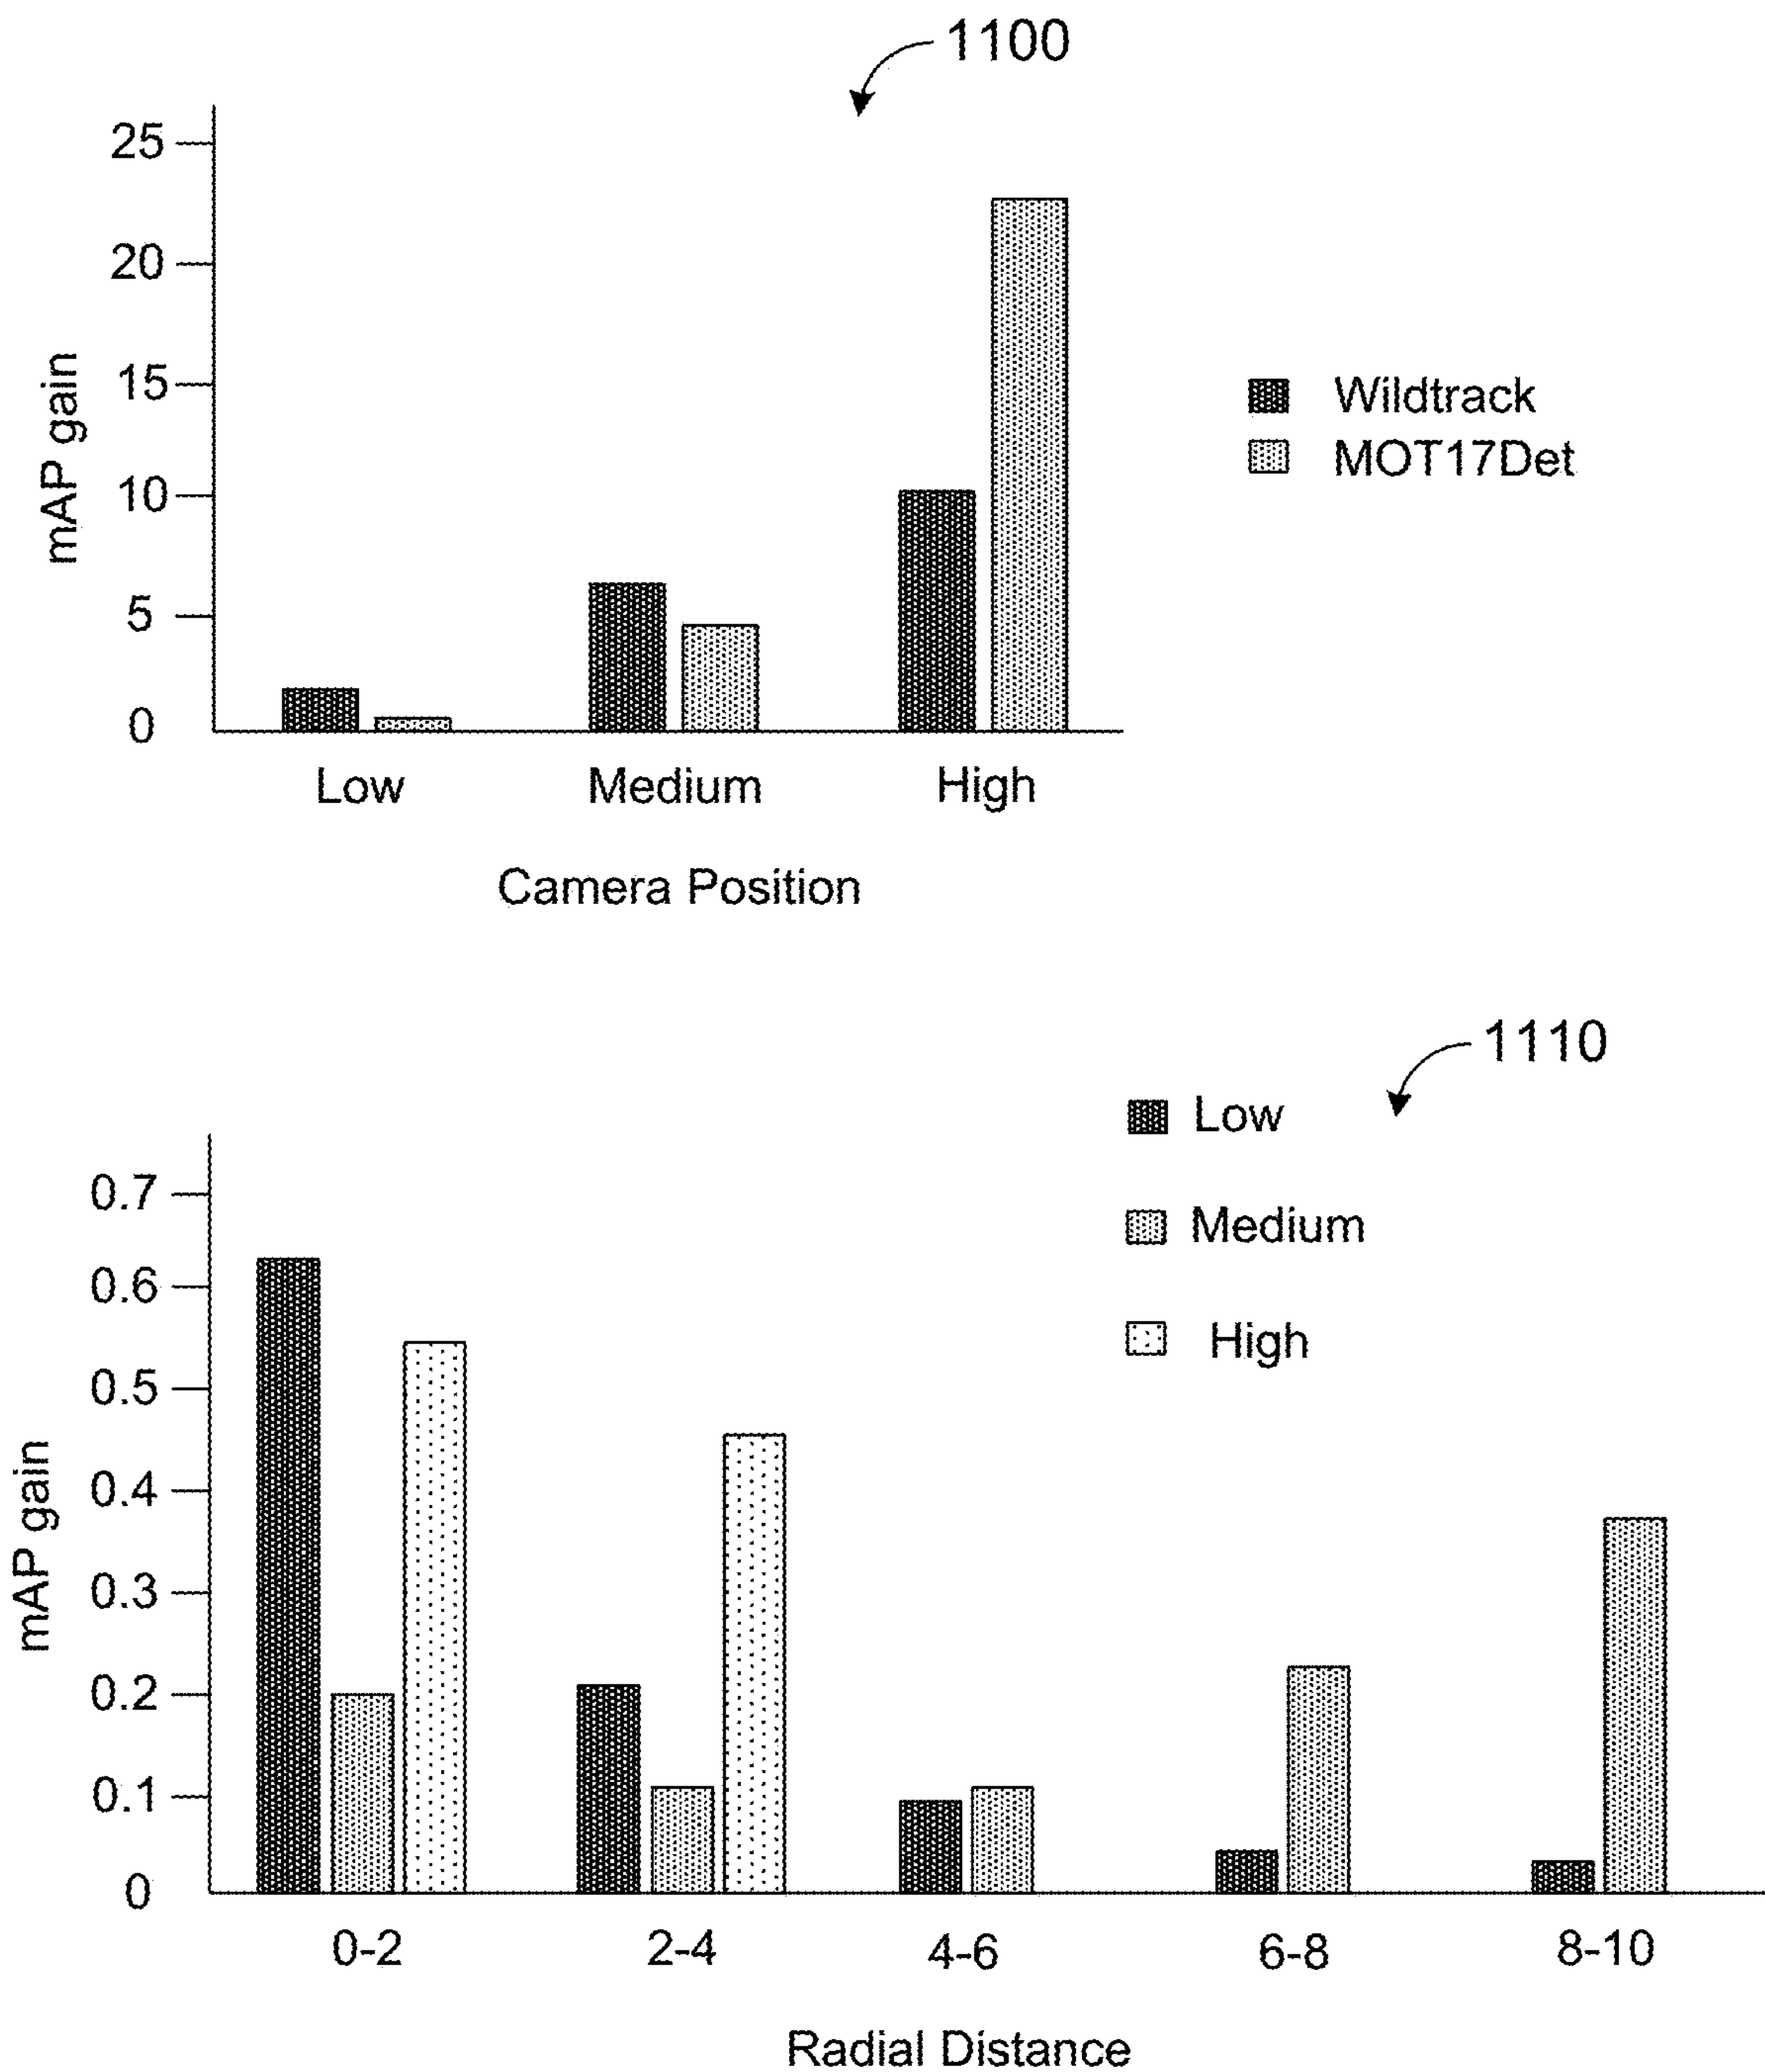 1100
25
20
15
10
5
0
mAP gain
Low Medium High
Camera Position
Wildtrack
MOT17Det
1110
Low
Medium
High
0.7
0.6
0.5
0.4
0.3
0.2
0.1
0
mAP gain
0-2 2-4 4-6 6-8 8-10
Radial Distance